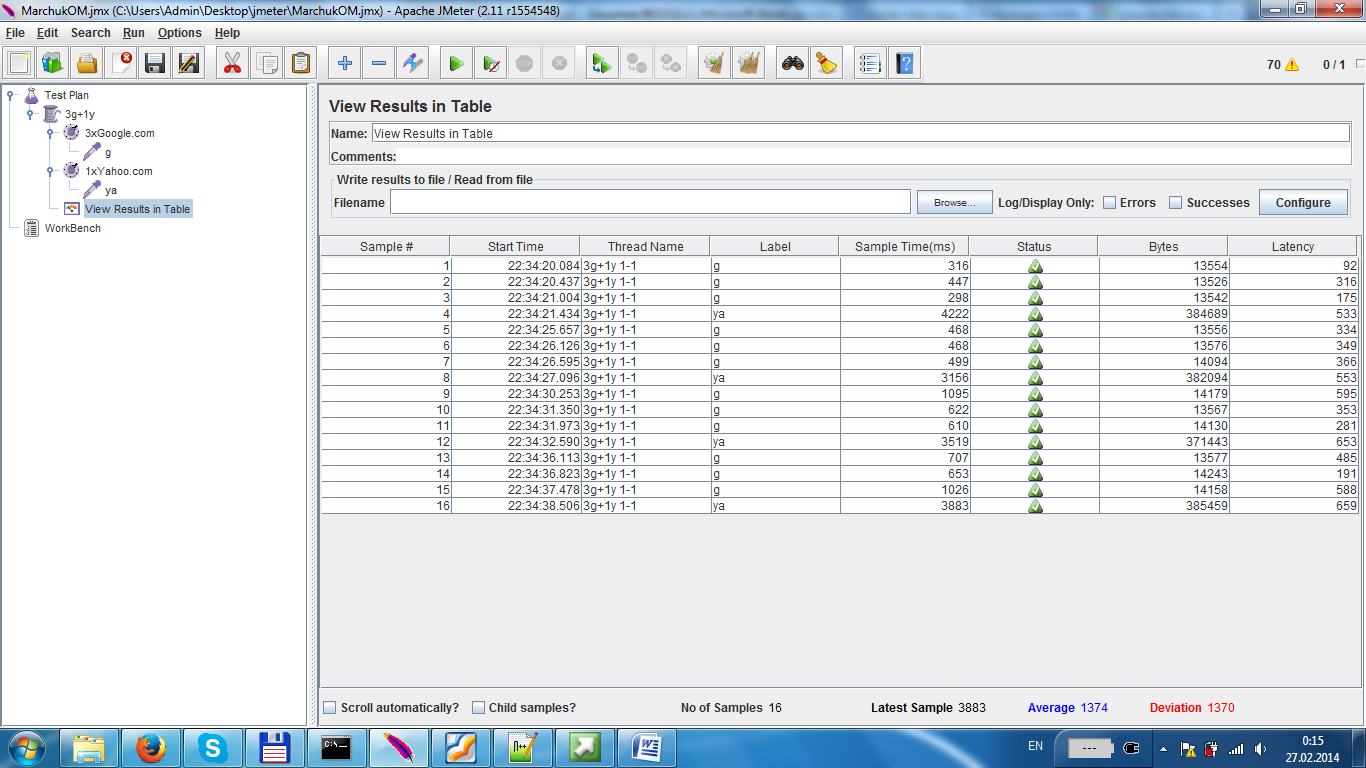 MarchukOM.jmx (C:\Users\Admin\Desktop\jmeter\MarchukOM.jmx) - Apache JMeter (2.11 r1554548)
File Edit Search Run Options Help
70 0 / 1
Test Plan
3g+1y
3xGoogle.com
g
1xYahoo.com
ya
View Results in Table
WorkBench
View Results in Table
Name: View Results in Table
Comments:
Write results to file / Read from file
Filename Browse... Log/Display Only: Errors Successes Configure
Sample # Start Time Thread Name Label Sample Time(ms) Status Bytes Latency
1 22:34:20.084 3g+1y 1-1 g 316 13554 92
2 22:34:20.437 3g+1y 1-1 g 447 13526 316
3 22:34:21.004 3g+1y 1-1 g 298 13542 175
4 22:34:21.434 3g+1y 1-1 ya 4222 384689 533
5 22:34:25.657 3g+1y 1-1 g 468 13556 334
6 22:34:26.126 3g+1y 1-1 g 468 13576 349
7 22:34:26.595 3g+1y 1-1 g 499 14094 366
8 22:34:27.096 3g+1y 1-1 ya 3156 382094 553
9 22:34:30.253 3g+1y 1-1 g 1095 14179 595
10 22:34:31.350 3g+1y 1-1 g 622 13567 353
11 22:34:31.973 3g+1y 1-1 g 610 14130 281
12 22:34:32.590 3g+1y 1-1 ya 3519 371443 653
13 22:34:36.113 3g+1y 1-1 g 707 13577 485
14 22:34:36.823 3g+1y 1-1 g 653 14243 191
15 22:34:37.478 3g+1y 1-1 g 1026 14158 588
16 22:34:38.506 3g+1y 1-1 ya 3883 385459 659
Scroll automatically? Child samples? No of Samples 16 Latest Sample 3883 Average 1374 Deviation 1370
EN 0:15
27.02.2014